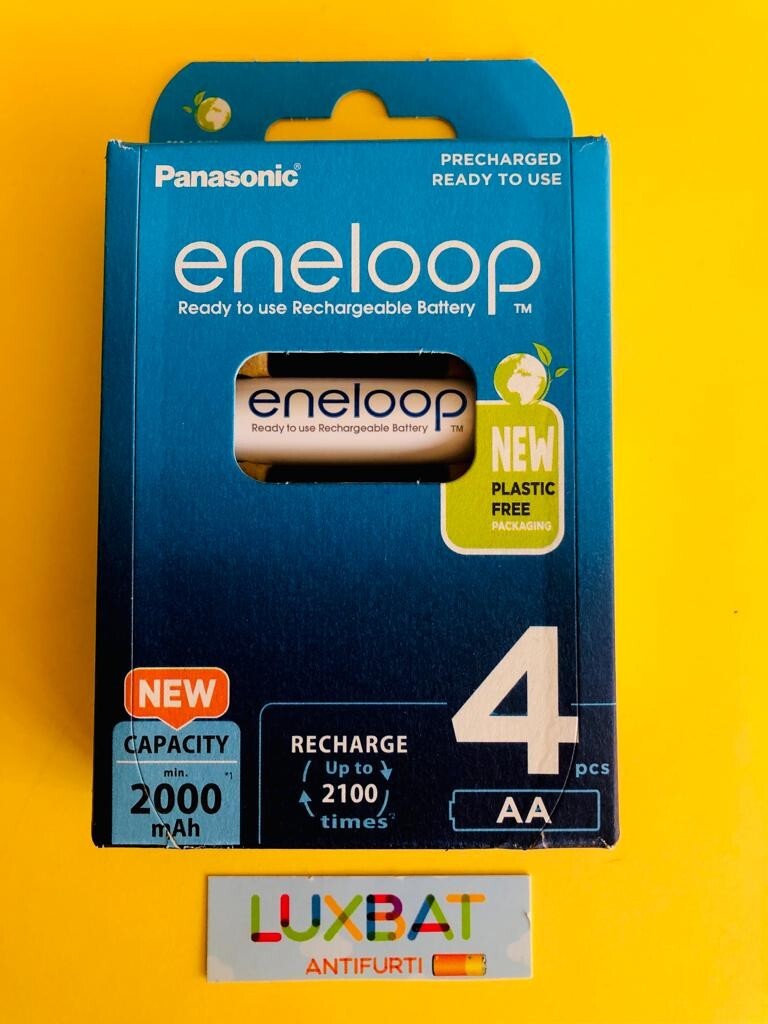 Panasonic®
PRECHARGED
READY TO USE
eneloop
Ready to use Rechargeable Battery ™
eneloop
Ready to use Rechargeable Battery ™
NEW
PLASTIC
FREE
PACKAGING
NEW
CAPACITY
min. *1
2000
mAh
RECHARGE
Up to
2100
times*2
4
pcs
AA
LUXBAT
ANTIFURTI